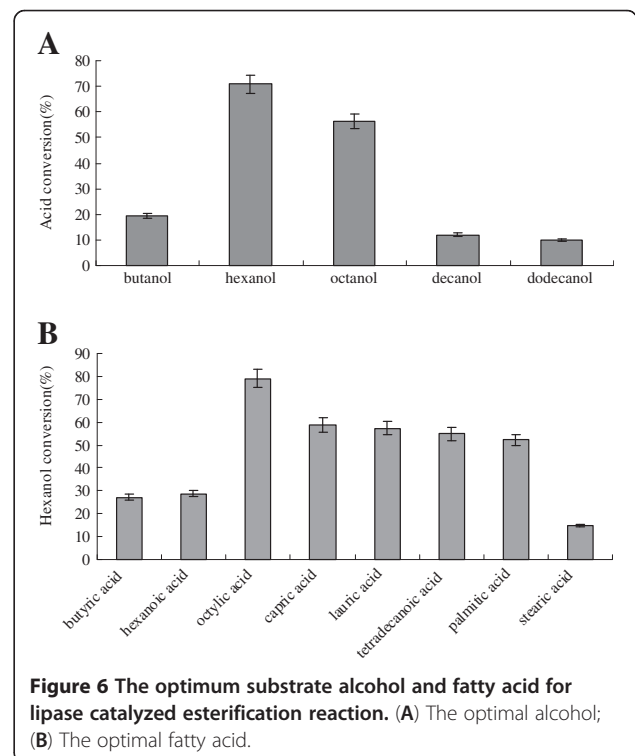 A
80
70
60
50
40
30
20
10
0
Acid conversion(%)
butanol hexanol octanol decanol dodecanol
B
90
80
70
60
50
40
30
20
10
0
Hexanol conversion(%)
butyric acid
hexanoic acid
octylic acid
capric acid
lauric acid
tetradecanoic acid
palmitic acid
stearic acid
Figure 6 The optimum substrate alcohol and fatty acid for
lipase catalyzed esterification reaction. (A) The optimal alcohol;
(B) The optimal fatty acid.